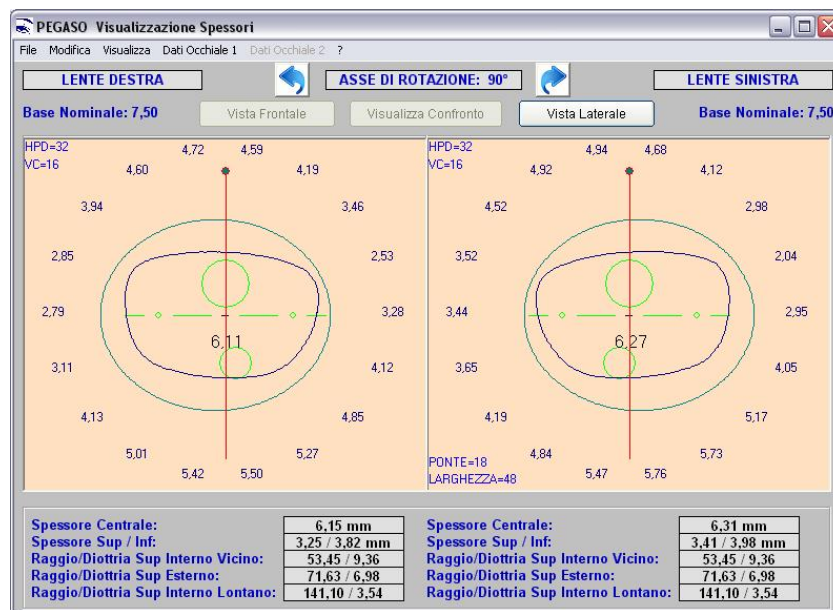 PEGASO Visualizzazione Spessori
File Modifica Visualizza Dati Occhiale 1 Dati Occhiale 2 ?
LENTE DESTRA ASSE DI ROTAZIONE: 90° LENTE SINISTRA
Base Nominale: 7,50 Vista Frontale Visualizza Confronto Vista Laterale Base Nominale: 7,50
HPD=32
VC=16
4,72 4,59
4,60 4,19
3,94 3,46
2,85 2,53
2,79 3,28
6,11
3,11 4,12
4,13 4,85
5,01 5,27
5,42 5,50
HPD=32
VC=16
4,94 4,68
4,92 4,12
4,52 2,98
3,52 2,04
3,44 2,95
6,27
3,65 4,05
4,19 5,17
4,84 5,73
PONTE=18
LARGHEZZA=48
5,47 5,76
Spessore Centrale: 6,15 mm
Spessore Sup / Inf: 3,25 / 3,82 mm
Raggio/Diottria Sup Interno Vicino: 53,45 / 9,36
Raggio/Diottria Sup Esterno: 71,63 / 6,98
Raggio/Diottria Sup Interno Lontano: 141,10 / 3,54
Spessore Centrale: 6,31 mm
Spessore Sup / Inf: 3,41 / 3,98 mm
Raggio/Diottria Sup Interno Vicino: 53,45 / 9,36
Raggio/Diottria Sup Esterno: 71,63 / 6,98
Raggio/Diottria Sup Interno Lontano: 141,10 / 3,54